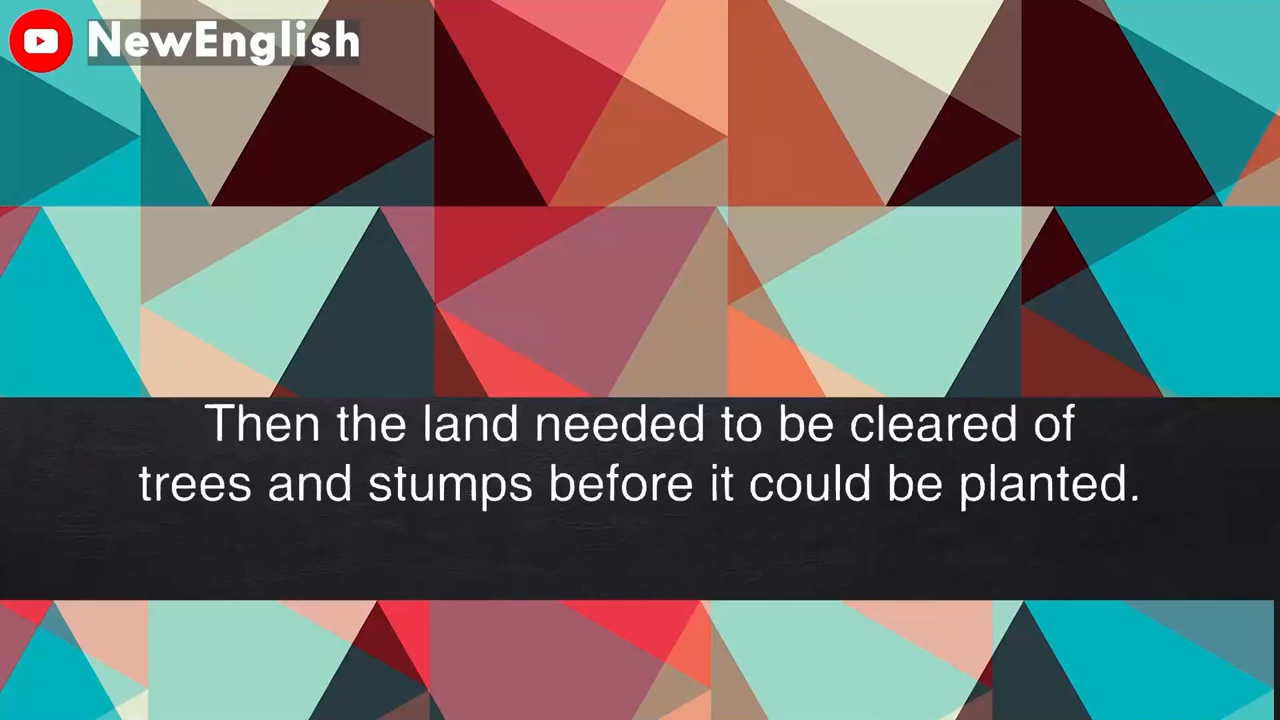 NewEnglish
Then the land needed to be cleared of
trees and stumps before it could be planted.